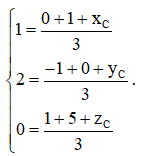 1 = (0 + 1 + x_C)/3
2 = (-1 + 0 + y_C)/3 .
0 = (1 + 5 + z_C)/3